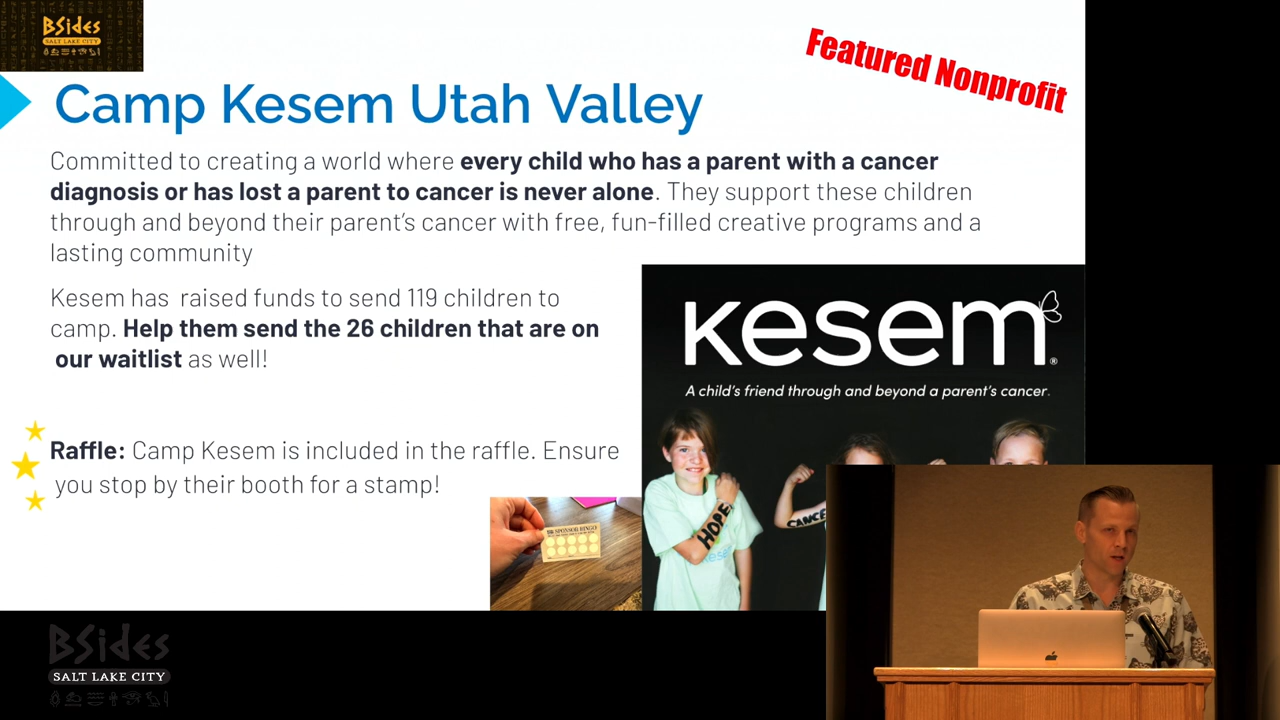 BSides
SALT LAKE CITY
Featured Nonprofit
Camp Kesem Utah Valley
Committed to creating a world where every child who has a parent with a cancer
diagnosis or has lost a parent to cancer is never alone. They support these children
through and beyond their parent's cancer with free, fun-filled creative programs and a
lasting community
Kesem has raised funds to send 119 children to
camp. Help them send the 26 children that are on
our waitlist as well!
kesem®
A child's friend through and beyond a parent's cancer.
Raffle: Camp Kesem is included in the raffle. Ensure
you stop by their booth for a stamp!
SPONSOR BINGO
HOPE
CANCE
kesem
BSides
SALT LAKE CITY